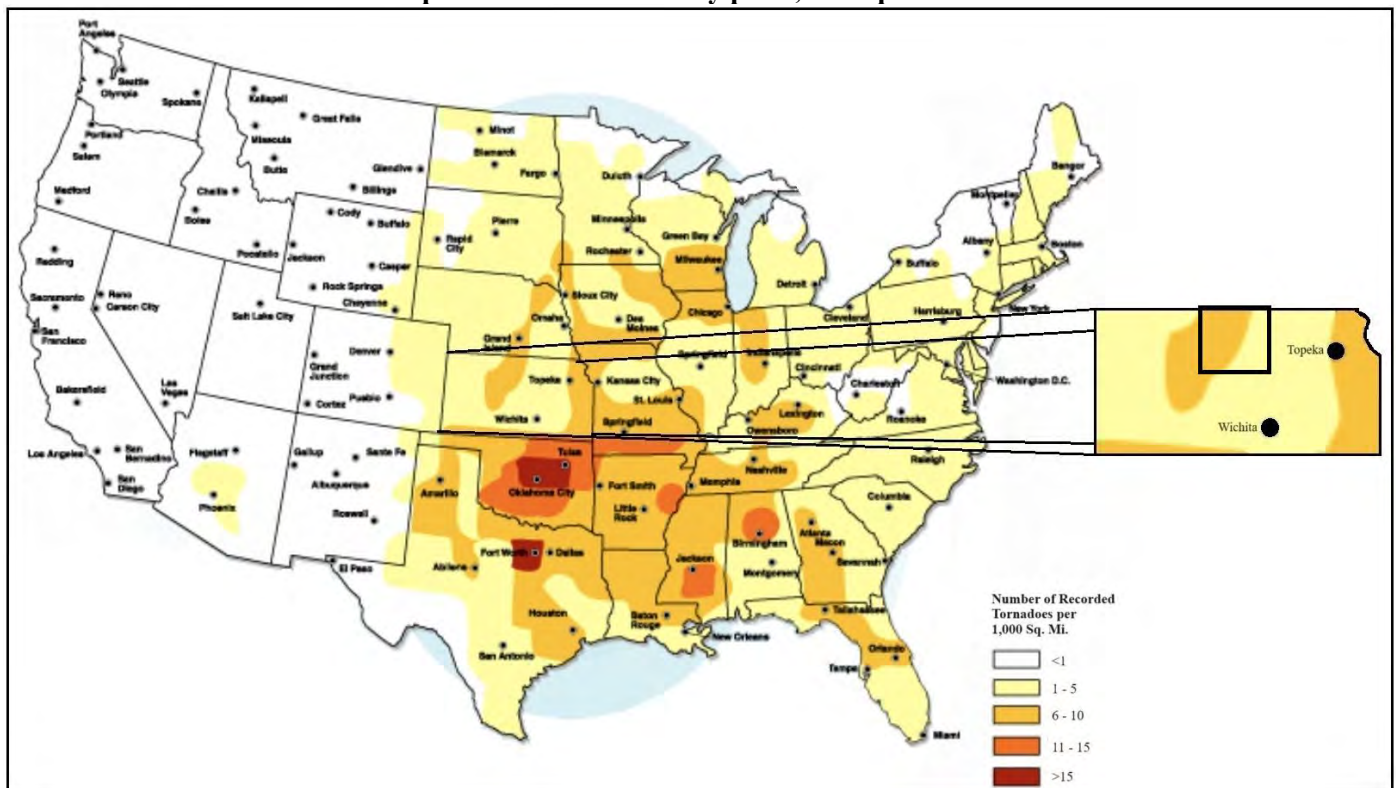 Port
Angeles
Seattle
Olympia
Spokane
Portland
Salem
Medford
Kalispell
Great Falls
Missoula
Butte
Glendive
Billings
Challis
Boise
Pocatello
Cody
Buffalo
Jackson
Casper
Rock Springs
Cheyenne
Minot
Bismarck
Fargo
Pierre
Rapid
City
Duluth
Minneapolis
Rochester
Green Bay
Milwaukee
Detroit
Bangor
Montpelier
Albany
Boston
Buffalo
New York
Harrisburg
Cleveland
Redding
Sacramento
San
Francisco
Reno
Carson City
Salt Lake City
Bakersfield
Las
Vegas
Los Angeles
San
Bernardino
San
Diego
Denver
Grand
Junction
Pueblo
Cortez
Flagstaff
Phoenix
Gallup
Santa Fe
Albuquerque
Roswell
El Paso
Sioux City
Omaha
Grand
Island
Des
Moines
Chicago
Springfield
Indianapolis
Cincinnati
Charleston
Washington D.C.
Roanoke
Lexington
Owensboro
Topeka
Kansas City
St. Louis
Wichita
Springfield
Tulsa
Oklahoma City
Amarillo
Fort Smith
Little
Rock
Memphis
Nashville
Raleigh
Columbia
Atlanta
Macon
Savannah
Birmingham
Montgomery
Jackson
Fort Worth
Dallas
Abilene
Houston
San Antonio
Baton
Rouge
New Orleans
Tallahassee
Orlando
Tampa
Miami
Topeka
Wichita
Number of Recorded
Tornadoes per
1,000 Sq. Mi.
<1
1 - 5
6 - 10
11 - 15
>15